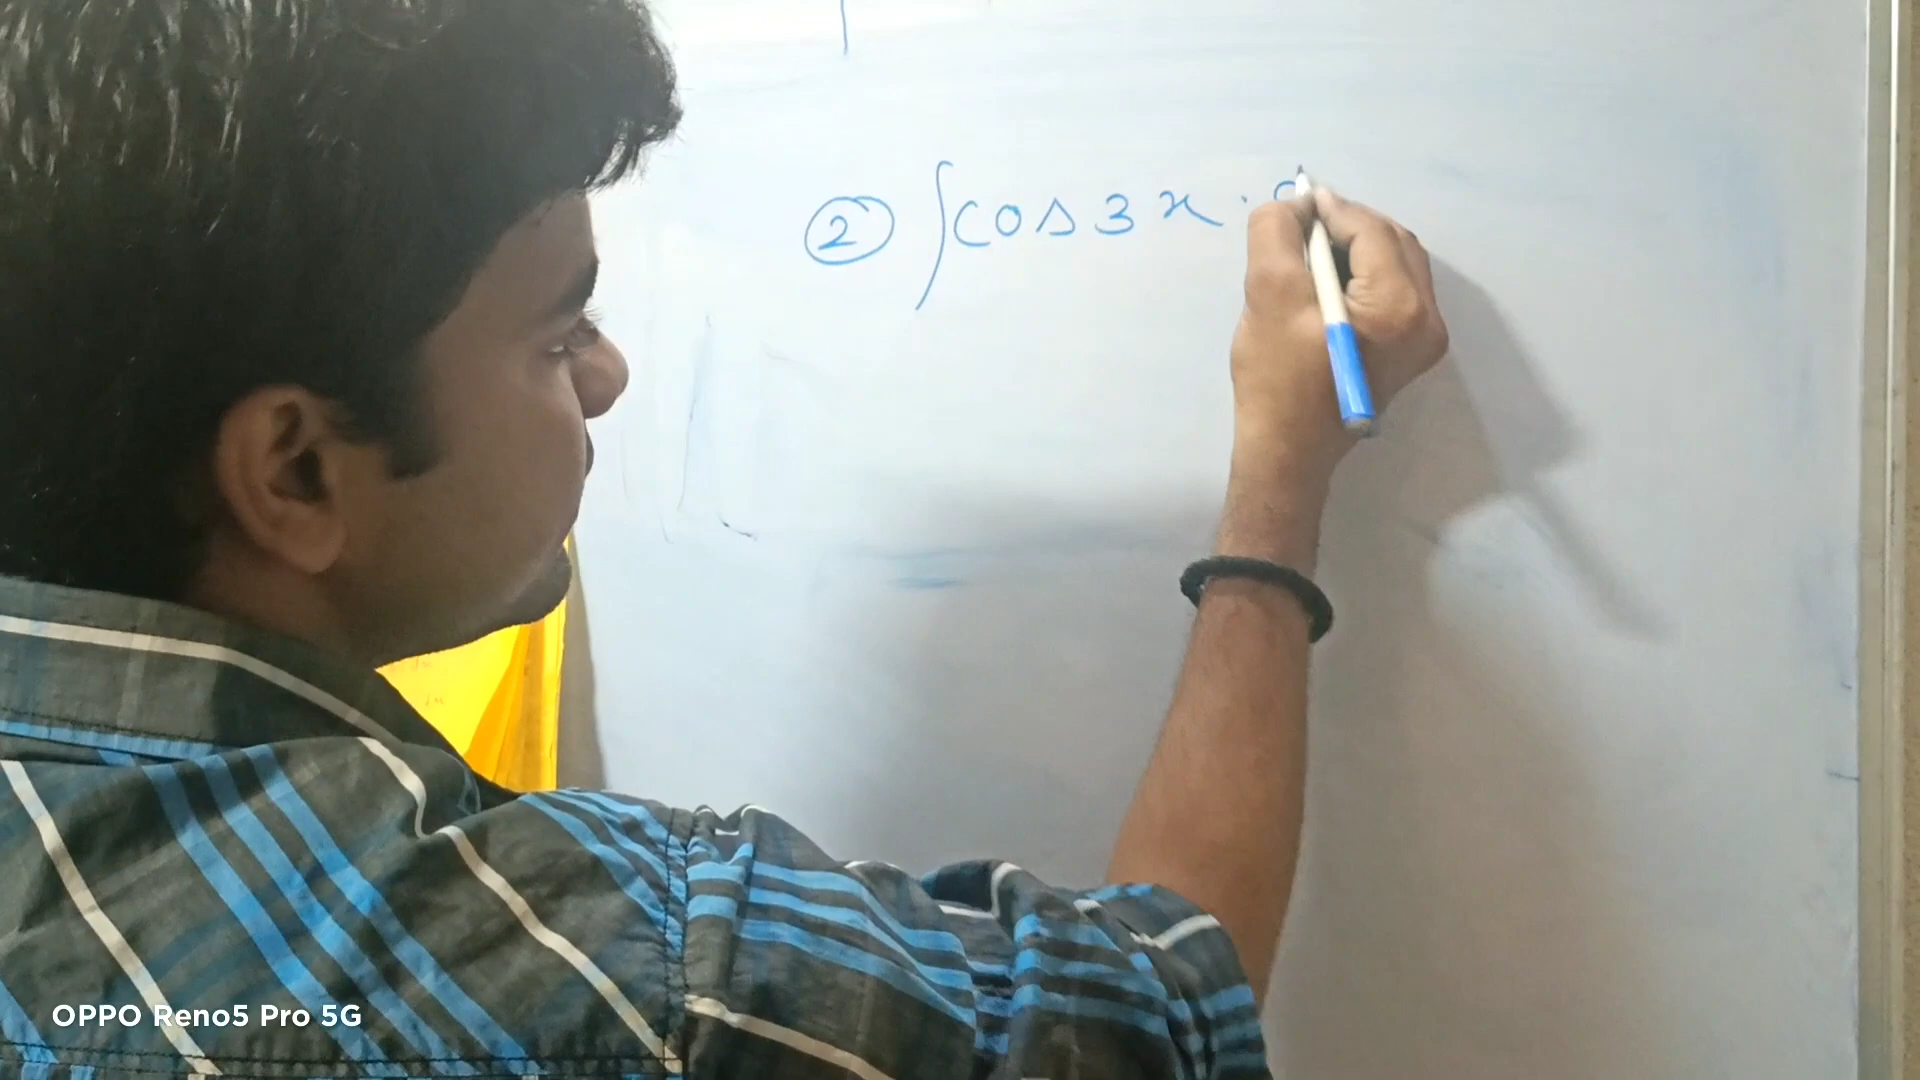 ② ∫cos3x.
OPPO Reno5 Pro 5G